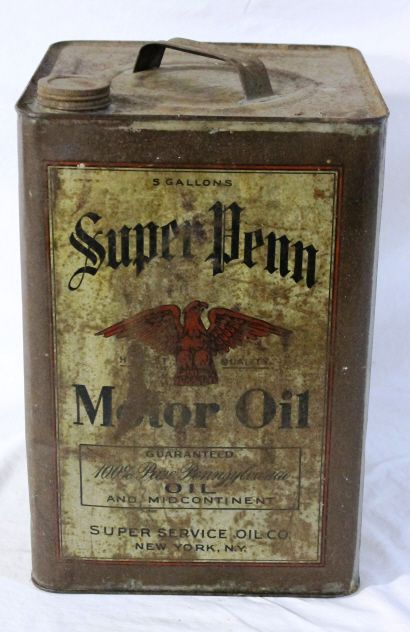 5 GALLONS
Super Penn
QUALITY
Motor Oil
GUARANTEED
100% Pure Pennsylvania
OIL
AND MIDCONTINENT
SUPER SERVICE OIL CO.
NEW YORK, N.Y.